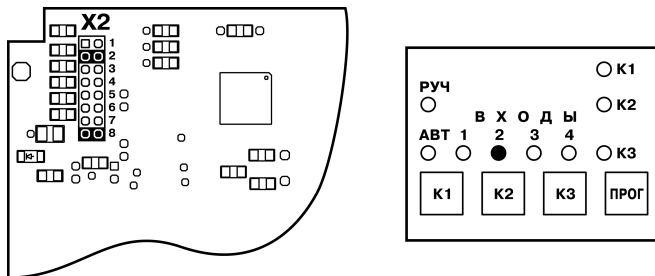 X2
1
2
3
4
5
6
7
8
К1
РУЧ
К2
В Х О Д Ы
АВТ 1 2 3 4
К3
К1 К2 К3 ПРОГ